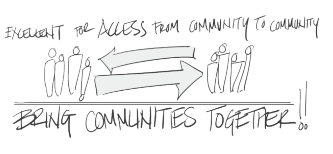 EXCELLENT FOR ACCESS FROM COMMUNITY TO COMMUNITY
BRING COMMUNITIES TOGETHER!!